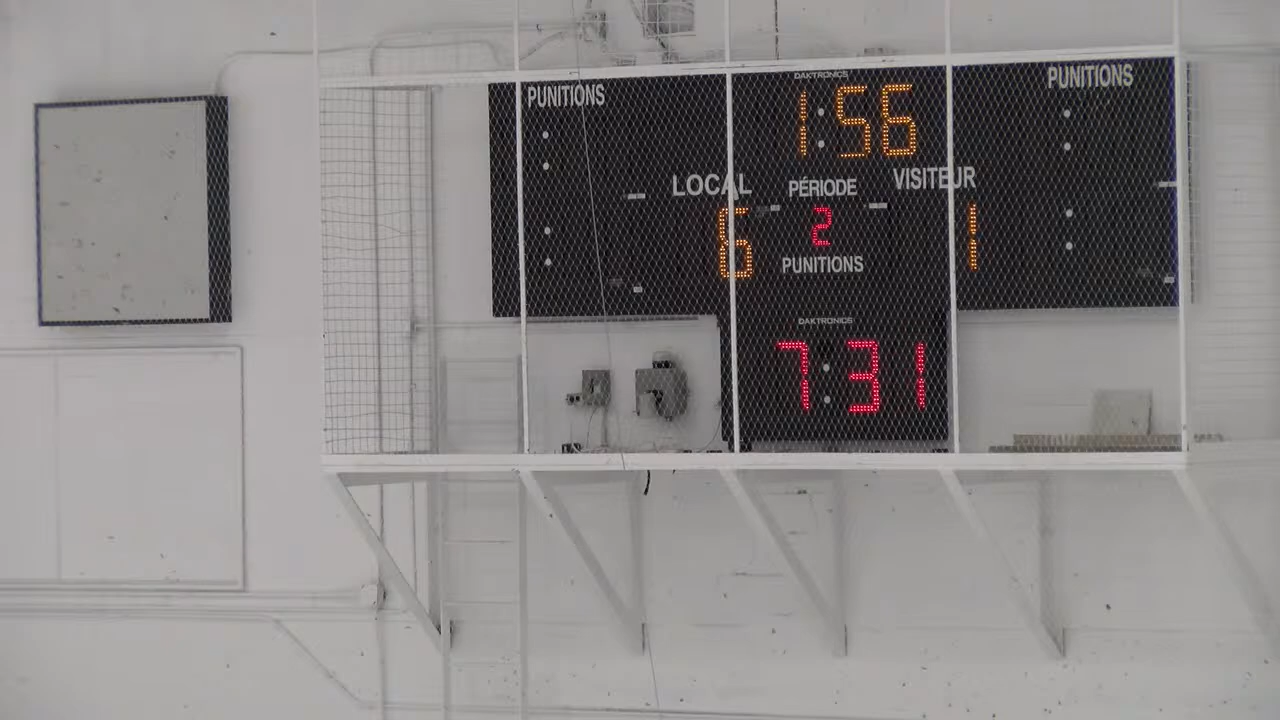 PUNITIONS
DAKTRONICS
PUNITIONS
1:56
LOCAL
PÉRIODE
VISITEUR
6
2
1
PUNITIONS
DAKTRONICS
7:31